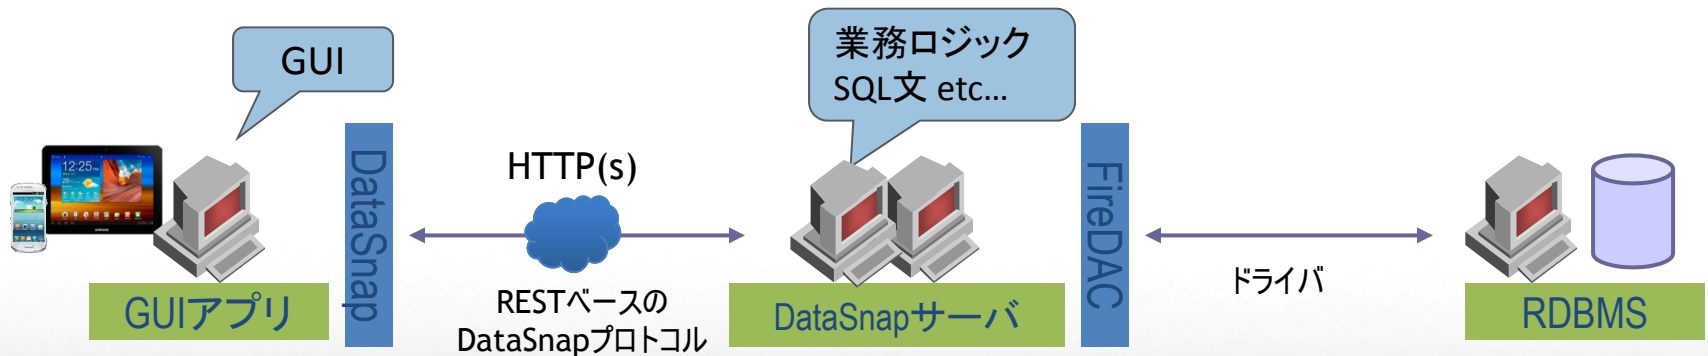 GUI
業務ロジック
SQL文 etc…
12:25
DataSnap
HTTP(s)
FireDAC
GUIアプリ
RESTベースの
DataSnapプロトコル
DataSnapサーバ
ドライバ
RDBMS